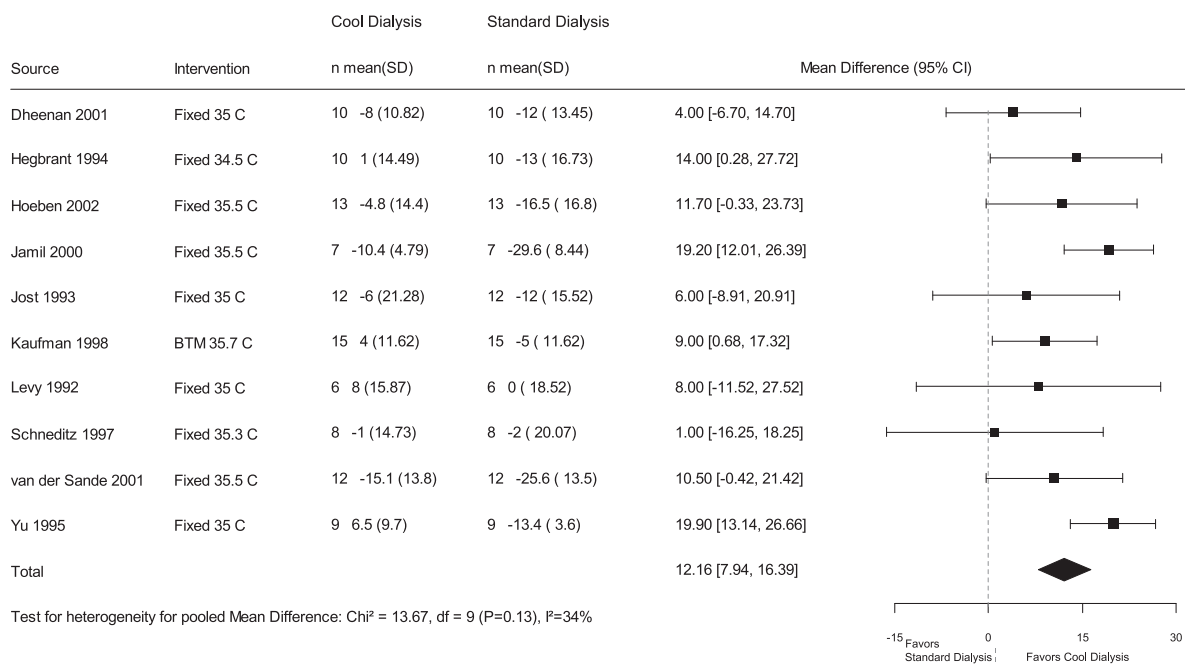 Cool Dialysis Standard Dialysis
Source Intervention n mean(SD) n mean(SD) Mean Difference (95% CI)
Dheenan 2001 Fixed 35 C 10 -8 (10.82) 10 -12 ( 13.45) 4.00 [-6.70, 14.70]
Hegbrant 1994 Fixed 34.5 C 10 1 (14.49) 10 -13 ( 16.73) 14.00 [0.28, 27.72]
Hoeben 2002 Fixed 35.5 C 13 -4.8 (14.4) 13 -16.5 ( 16.8) 11.70 [-0.33, 23.73]
Jamil 2000 Fixed 35.5 C 7 -10.4 (4.79) 7 -29.6 ( 8.44) 19.20 [12.01, 26.39]
Jost 1993 Fixed 35 C 12 -6 (21.28) 12 -12 ( 15.52) 6.00 [-8.91, 20.91]
Kaufman 1998 BTM 35.7 C 15 4 (11.62) 15 -5 ( 11.62) 9.00 [0.68, 17.32]
Levy 1992 Fixed 35 C 6 8 (15.87) 6 0 ( 18.52) 8.00 [-11.52, 27.52]
Schneditz 1997 Fixed 35.3 C 8 -1 (14.73) 8 -2 ( 20.07) 1.00 [-16.25, 18.25]
van der Sande 2001 Fixed 35.5 C 12 -15.1 (13.8) 12 -25.6 ( 13.5) 10.50 [-0.42, 21.42]
Yu 1995 Fixed 35 C 9 6.5 (9.7) 9 -13.4 ( 3.6) 19.90 [13.14, 26.66]
Total 12.16 [7.94, 16.39]
Test for heterogeneity for pooled Mean Difference: Chi² = 13.67, df = 9 (P=0.13), I²=34%
-15 0 15 30
Favors
Standard Dialysis Favors Cool Dialysis